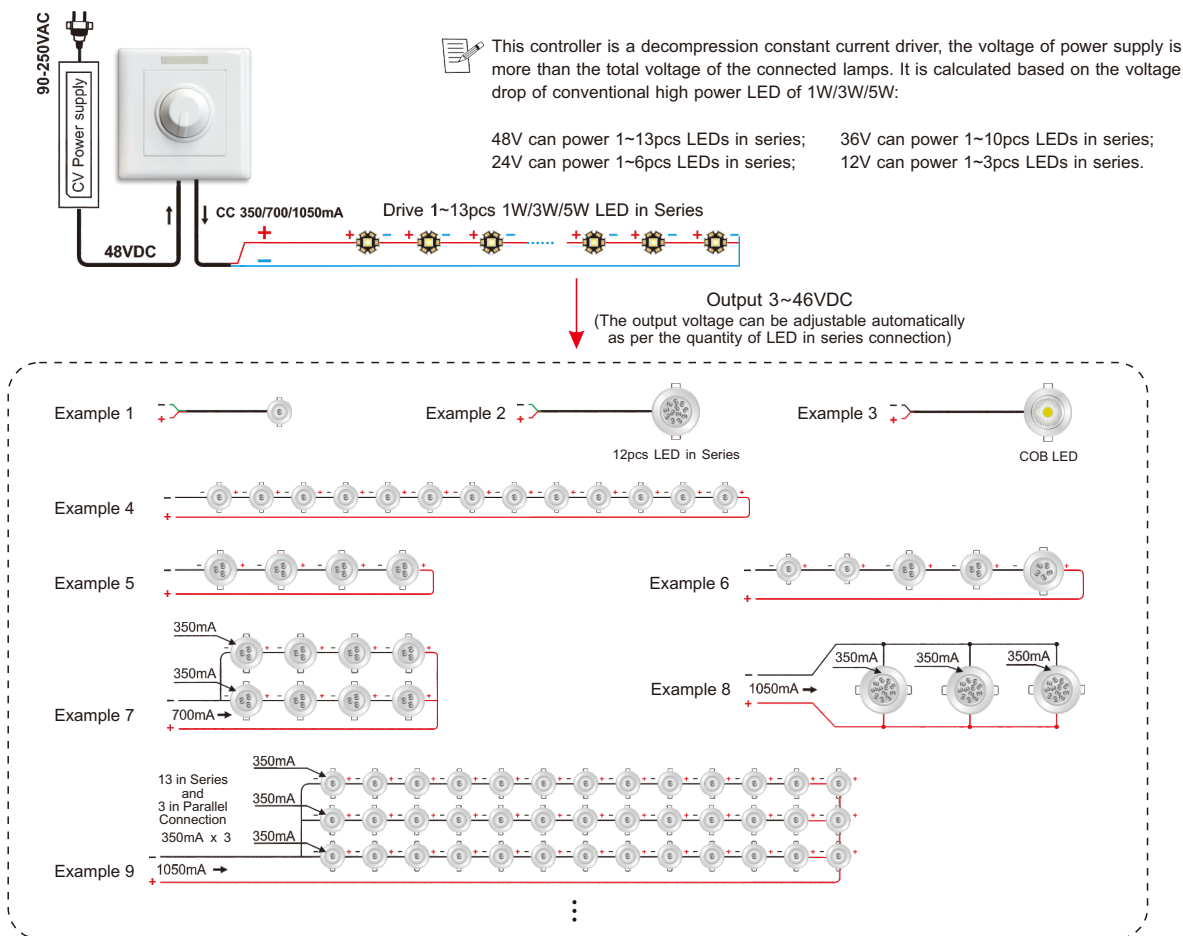 90-250VAC
CV Power supply
This controller is a decompression constant current driver, the voltage of power supply is
more than the total voltage of the connected lamps. It is calculated based on the voltage
drop of conventional high power LED of 1W/3W/5W:
48V can power 1~13pcs LEDs in series; 36V can power 1~10pcs LEDs in series;
24V can power 1~6pcs LEDs in series; 12V can power 1~3pcs LEDs in series.
CC 350/700/1050mA
Drive 1~13pcs 1W/3W/5W LED in Series
48VDC
Output 3~46VDC
(The output voltage can be adjustable automatically
as per the quantity of LED in series connection)
Example 1
Example 2
12pcs LED in Series
Example 3
COB LED
Example 4
Example 5
Example 6
350mA
350mA
Example 7
700mA
350mA
350mA
350mA
Example 8
1050mA
13 in Series
and
3 in Parallel
Connection
350mA x 3
350mA
350mA
350mA
Example 9
1050mA